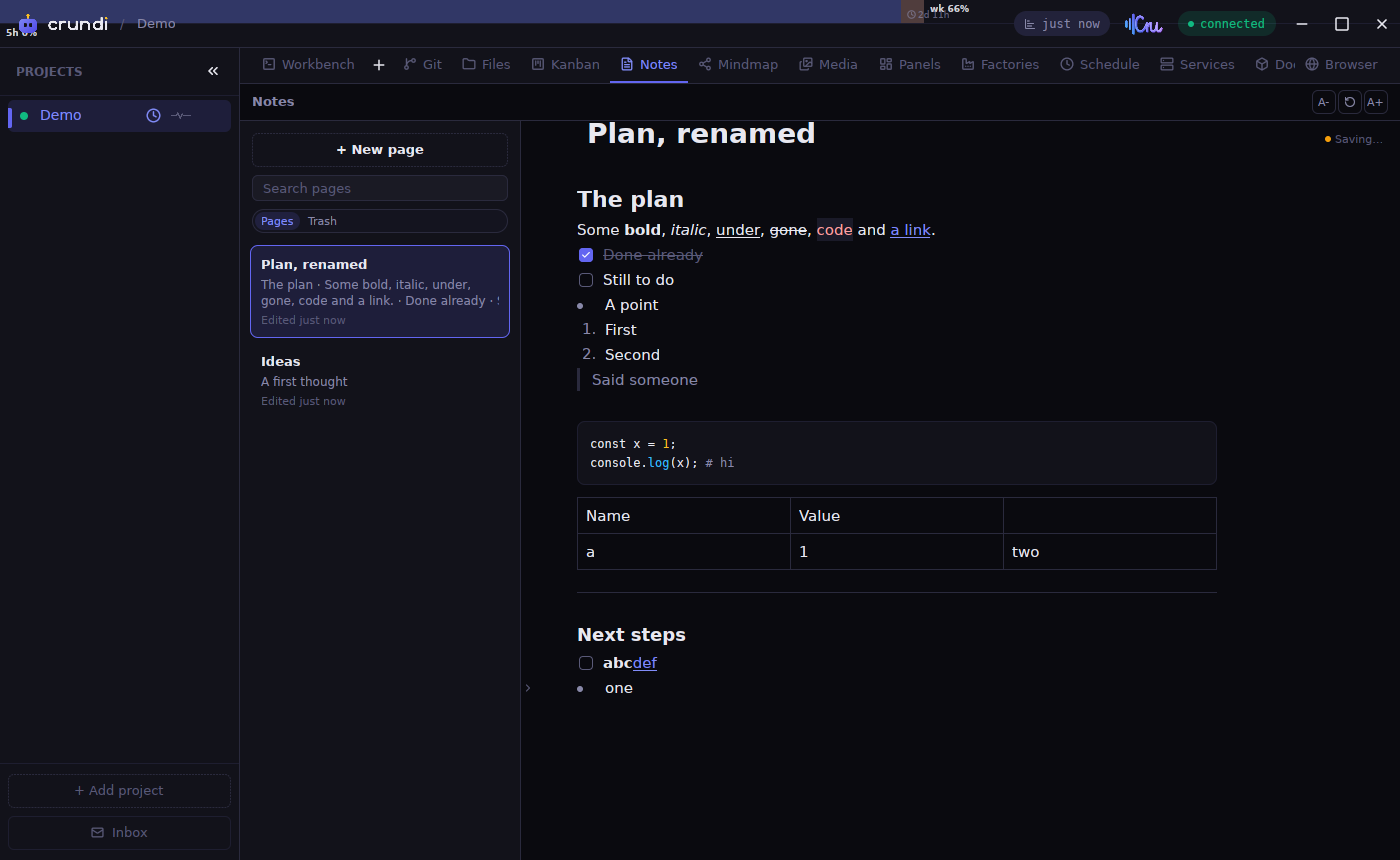 5h 0%
crundi / Demo
2d 11h
wk 66%
just now
Cru
connected
PROJECTS
Demo
+ Add project
Inbox
Workbench + Git Files Kanban Notes Mindmap Media Panels Factories Schedule Services Doc Browser
Notes
A- A+
+ New page
Search pages
Pages Trash
Plan, renamed
The plan · Some bold, italic, under,
gone, code and a link. · Done already ·
Edited just now
Ideas
A first thought
Edited just now
Plan, renamed
Saving…
The plan
Some bold, italic, under, gone, code and a link.
Done already
Still to do
A point
1. First
2. Second
Said someone
const x = 1;
console.log(x); # hi
Name Value
a 1 two
Next steps
abcdef
one